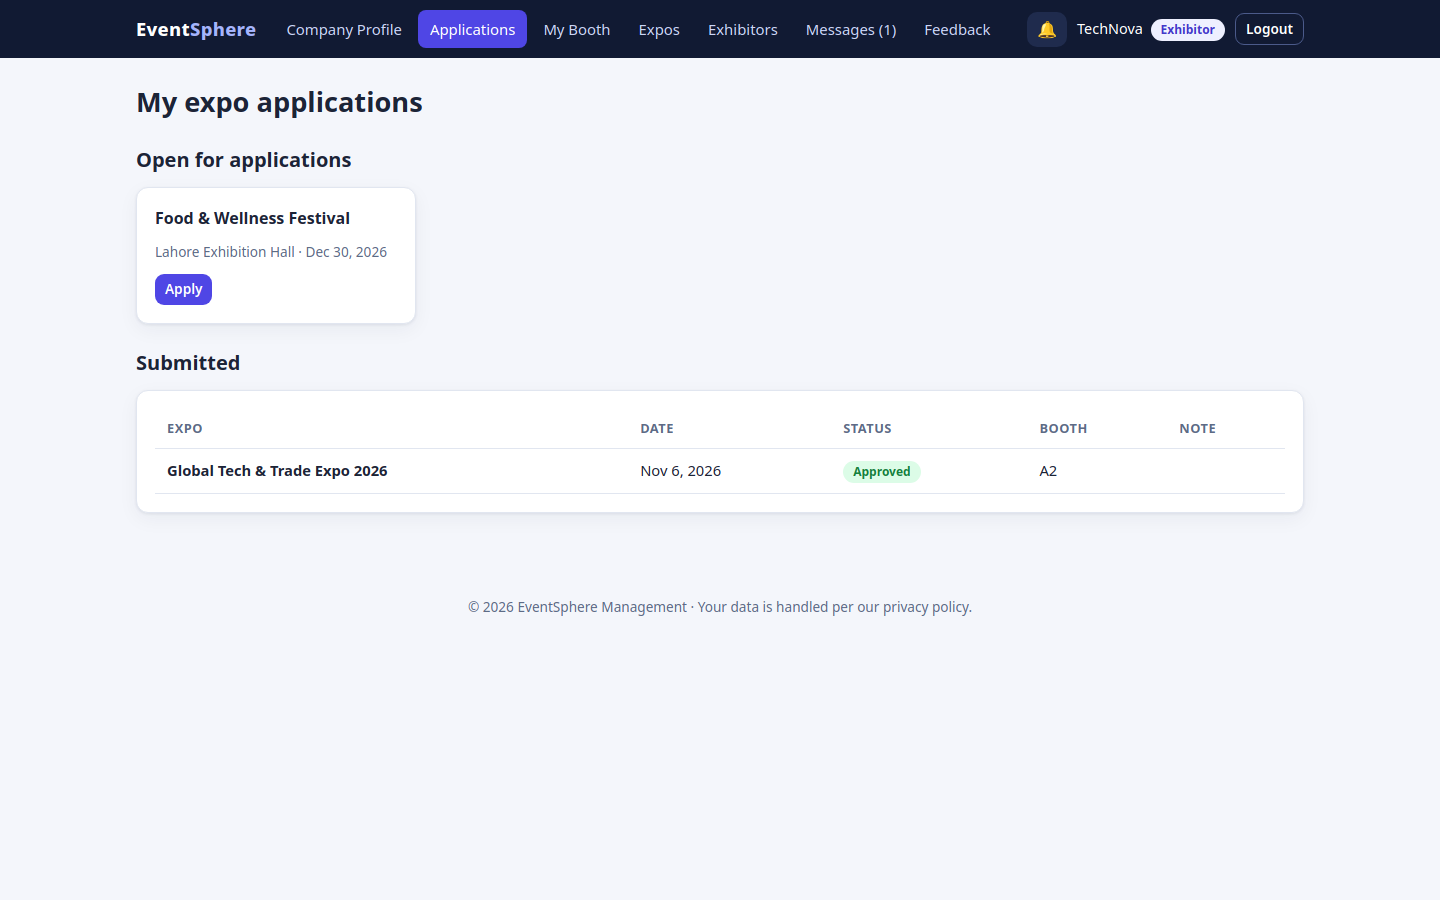 EventSphere Company Profile Applications My Booth Expos Exhibitors Messages (1) Feedback 🔔 TechNova Exhibitor Logout
My expo applications
Open for applications
Food & Wellness Festival
Lahore Exhibition Hall · Dec 30, 2026
Apply
Submitted
EXPO DATE STATUS BOOTH NOTE
Global Tech & Trade Expo 2026 Nov 6, 2026 Approved A2
© 2026 EventSphere Management · Your data is handled per our privacy policy.